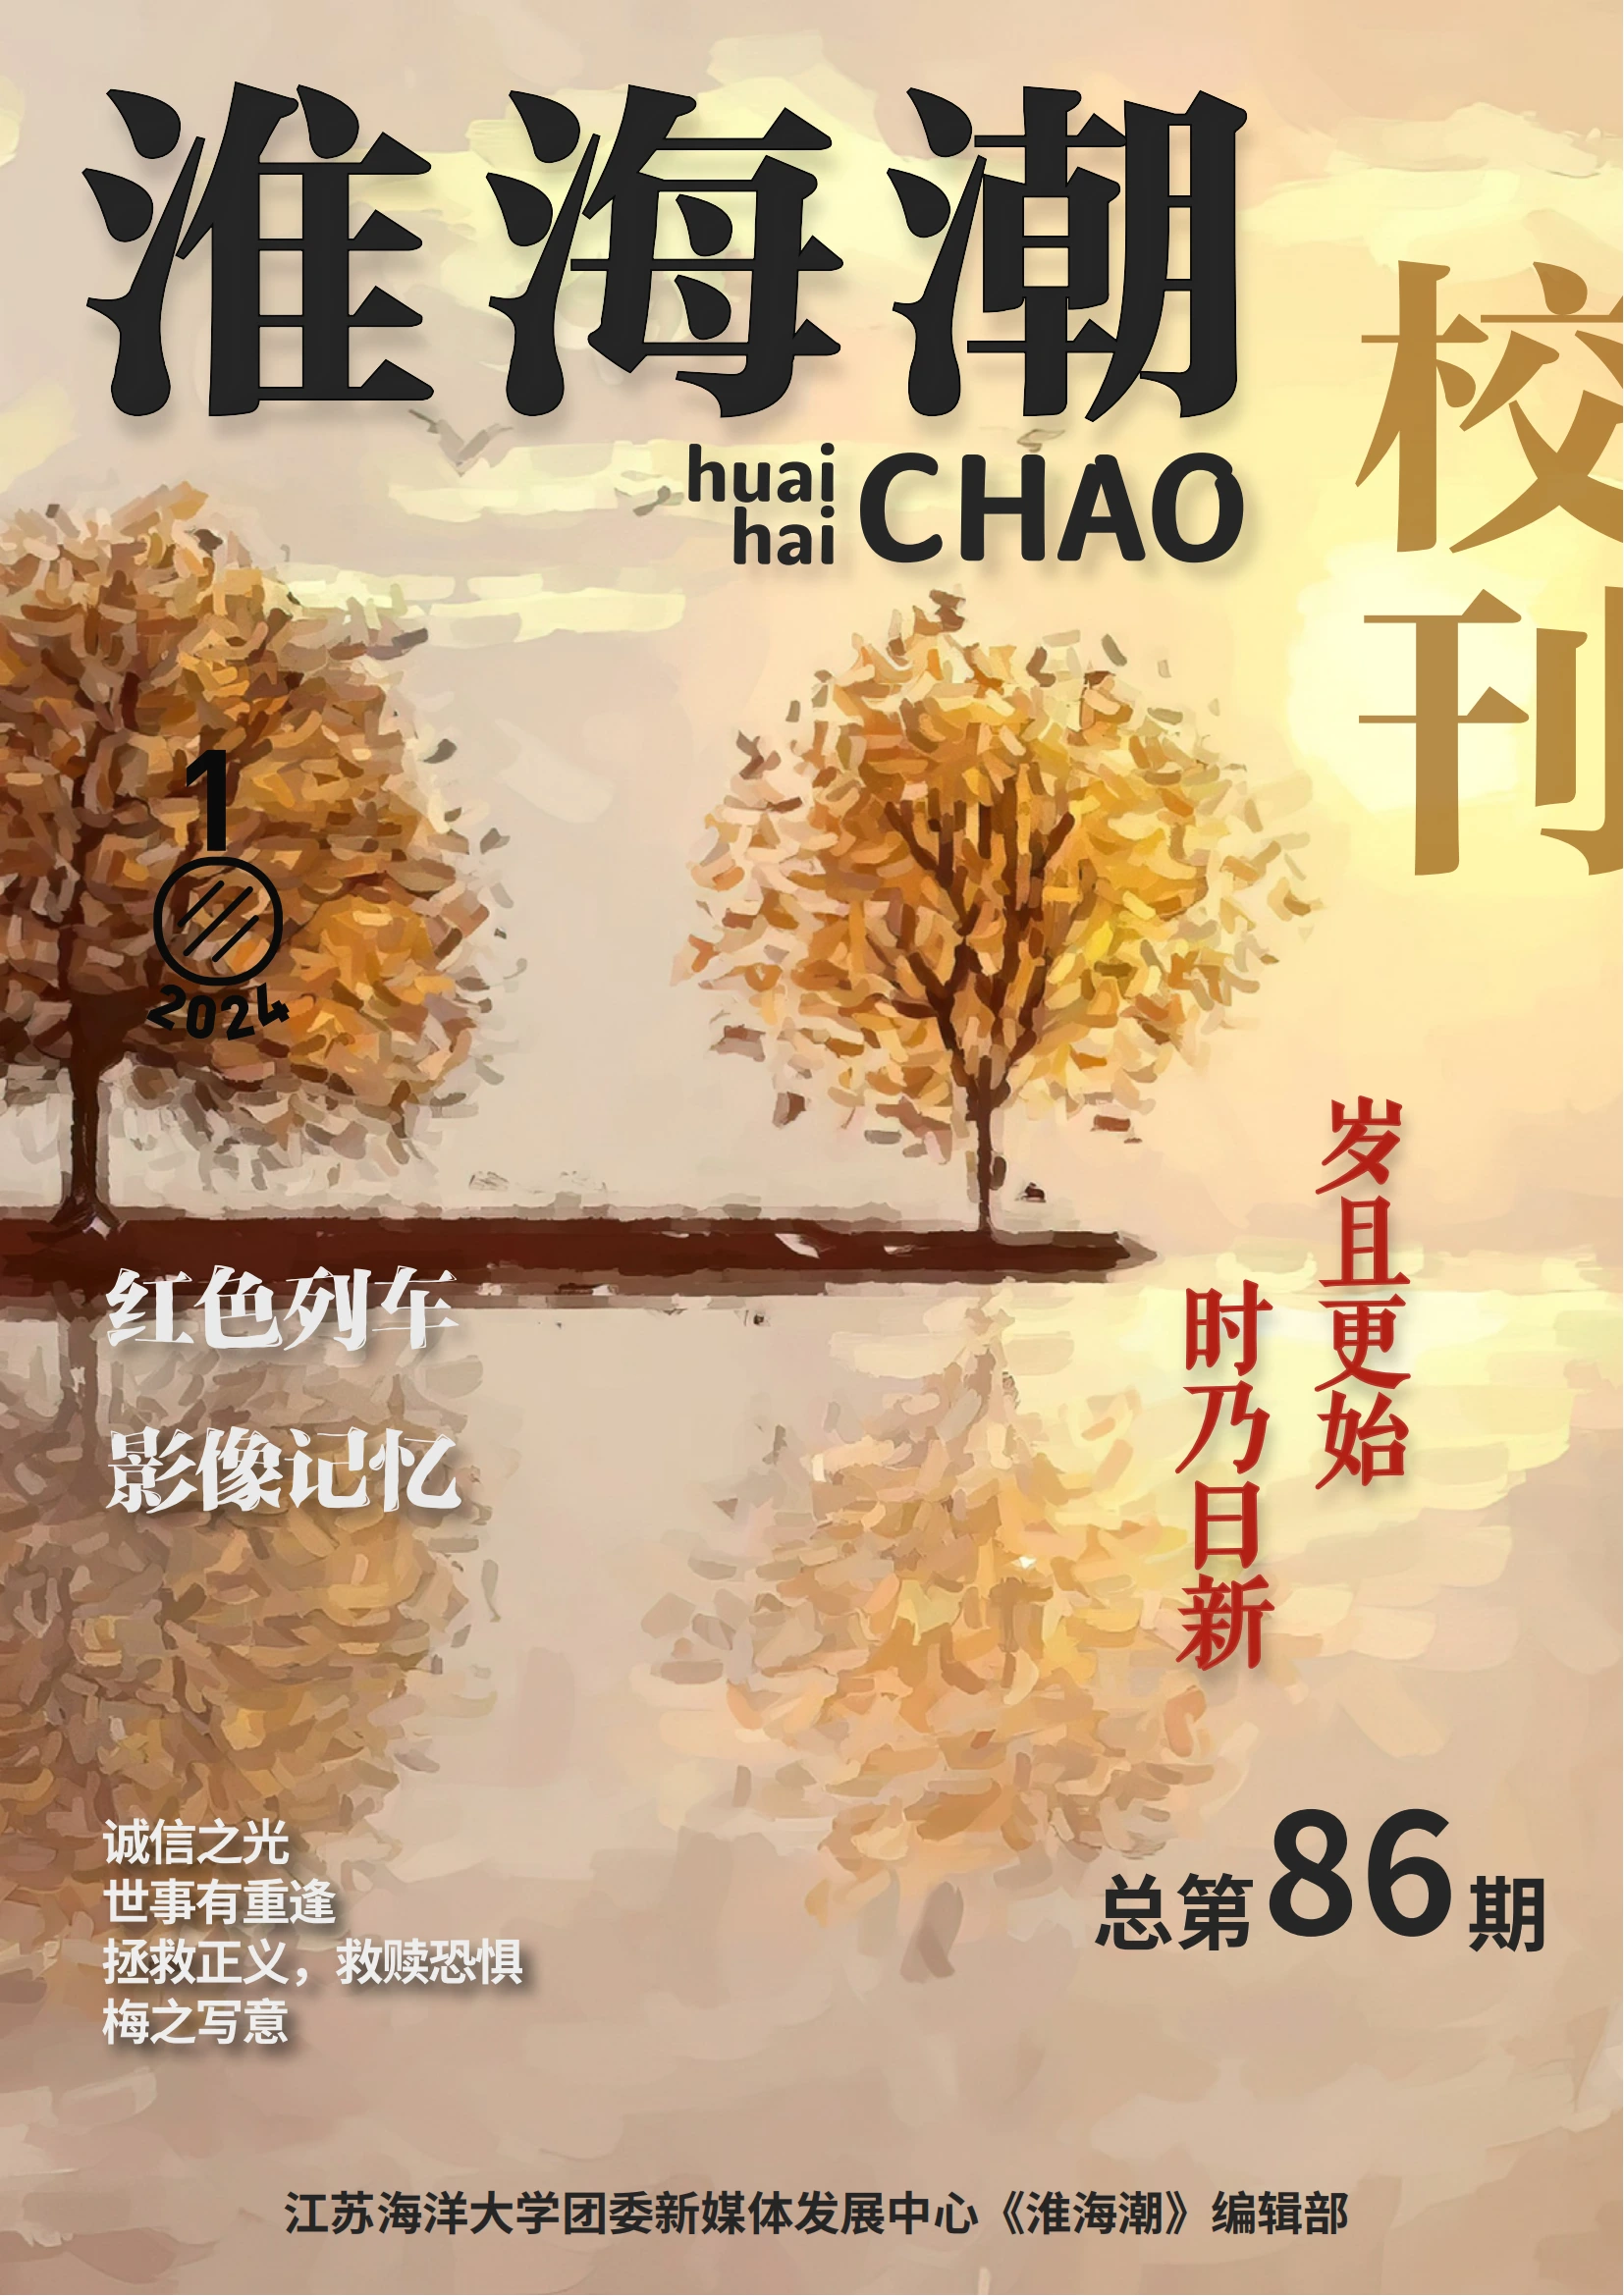 淮海潮
huai
hai
CHAO
校刊
1
2024
岁且更始
时乃日新
红色列车
影像记忆
诚信之光
世事有重逢
拯救正义，救赎恐惧
梅之写意
总第86期
江苏海洋大学团委新媒体发展中心《淮海潮》编辑部